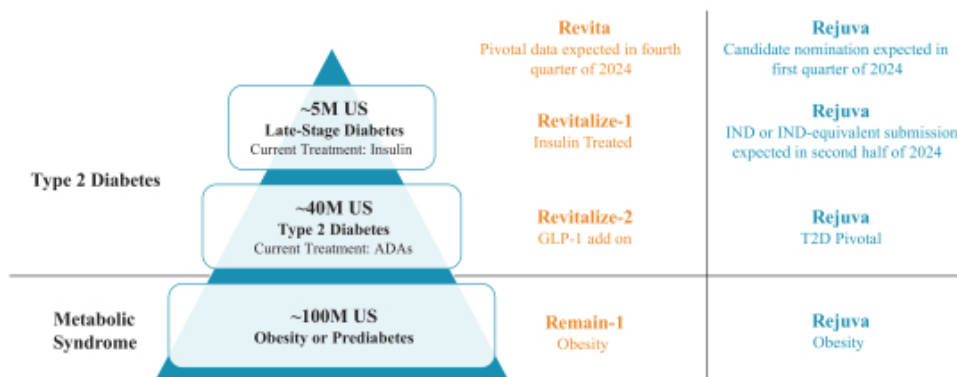 Revita
Pivotal data expected in fourth
quarter of 2024
Rejuva
Candidate nomination expected in
first quarter of 2024
Type 2 Diabetes
~5M US
Late-Stage Diabetes
Current Treatment: Insulin
Revitalize-1
Insulin Treated
Rejuva
IND or IND-equivalent submission
expected in second half of 2024
~40M US
Type 2 Diabetes
Current Treatment: ADAs
Revitalize-2
GLP-1 add on
Rejuva
T2D Pivotal
Metabolic
Syndrome
~100M US
Obesity or Prediabetes
Remain-1
Obesity
Rejuva
Obesity